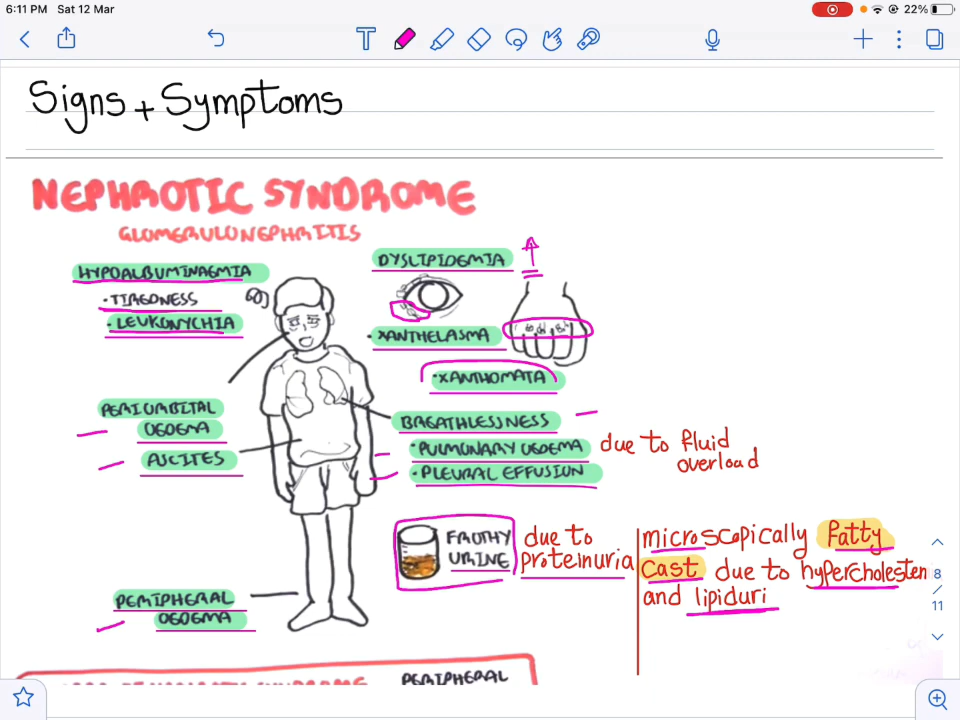 6:11 PM Sat 12 Mar
22%
Signs + Symptoms
NEPHROTIC SYNDROME
GLOMERULONEPHRITIS
HYPOALBUMINAEMIA
· TIREDNESS
· LEUKONYCHIA
DYSLIPIDEMIA
· XANTHELASMA
· XANTHOMATA
PERIORBITAL
OEDEMA
ASCITES
BREATHLESSNESS
· PULMONARY OEDEMA
· PLEURAL EFFUSION
due to fluid
overload
FROTHY
URINE
due to
proteinuria
microscopically Fatty
cast due to hypercholesten
and lipiduri
PERIPHERAL
OEDEMA
8
/
11
PERIPHERAL